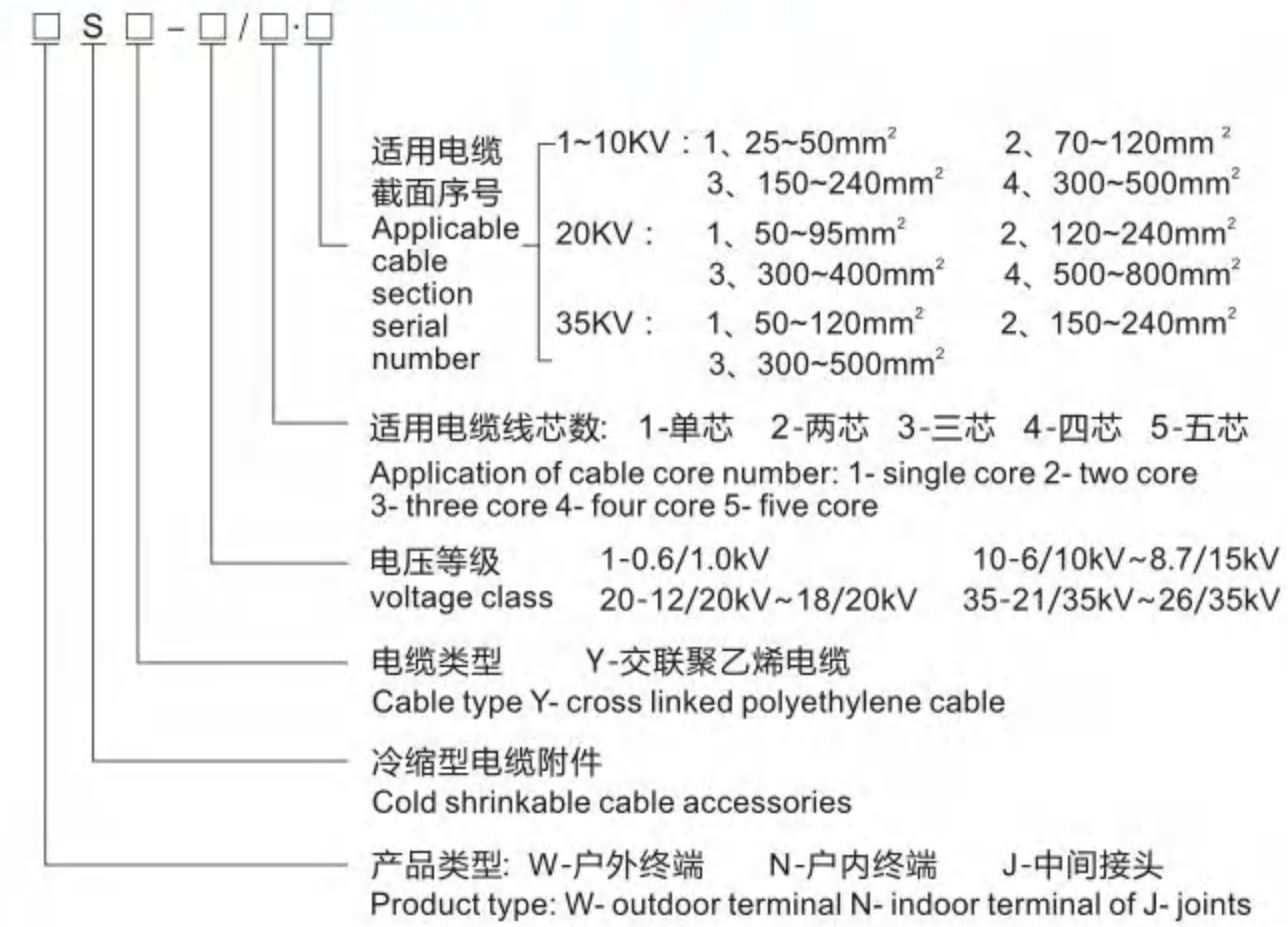 □ S □ - □ / □·□
适用电缆 1~10KV : 1、25~50mm² 2、70~120mm²
截面序号 3、150~240mm² 4、300~500mm²
Applicable 20KV : 1、50~95mm² 2、120~240mm²
cable 3、300~400mm² 4、500~800mm²
section
serial 35KV : 1、50~120mm² 2、150~240mm²
number 3、300~500mm²
适用电缆线芯数: 1-单芯 2-两芯 3-三芯 4-四芯 5-五芯
Application of cable core number: 1- single core 2- two core
3- three core 4- four core 5- five core
电压等级 1-0.6/1.0kV 10-6/10kV~8.7/15kV
voltage class 20-12/20kV~18/20kV 35-21/35kV~26/35kV
电缆类型 Y-交联聚乙烯电缆
Cable type Y- cross linked polyethylene cable
冷缩型电缆附件
Cold shrinkable cable accessories
产品类型: W-户外终端 N-户内终端 J-中间接头
Product type: W- outdoor terminal N- indoor terminal of J- joints